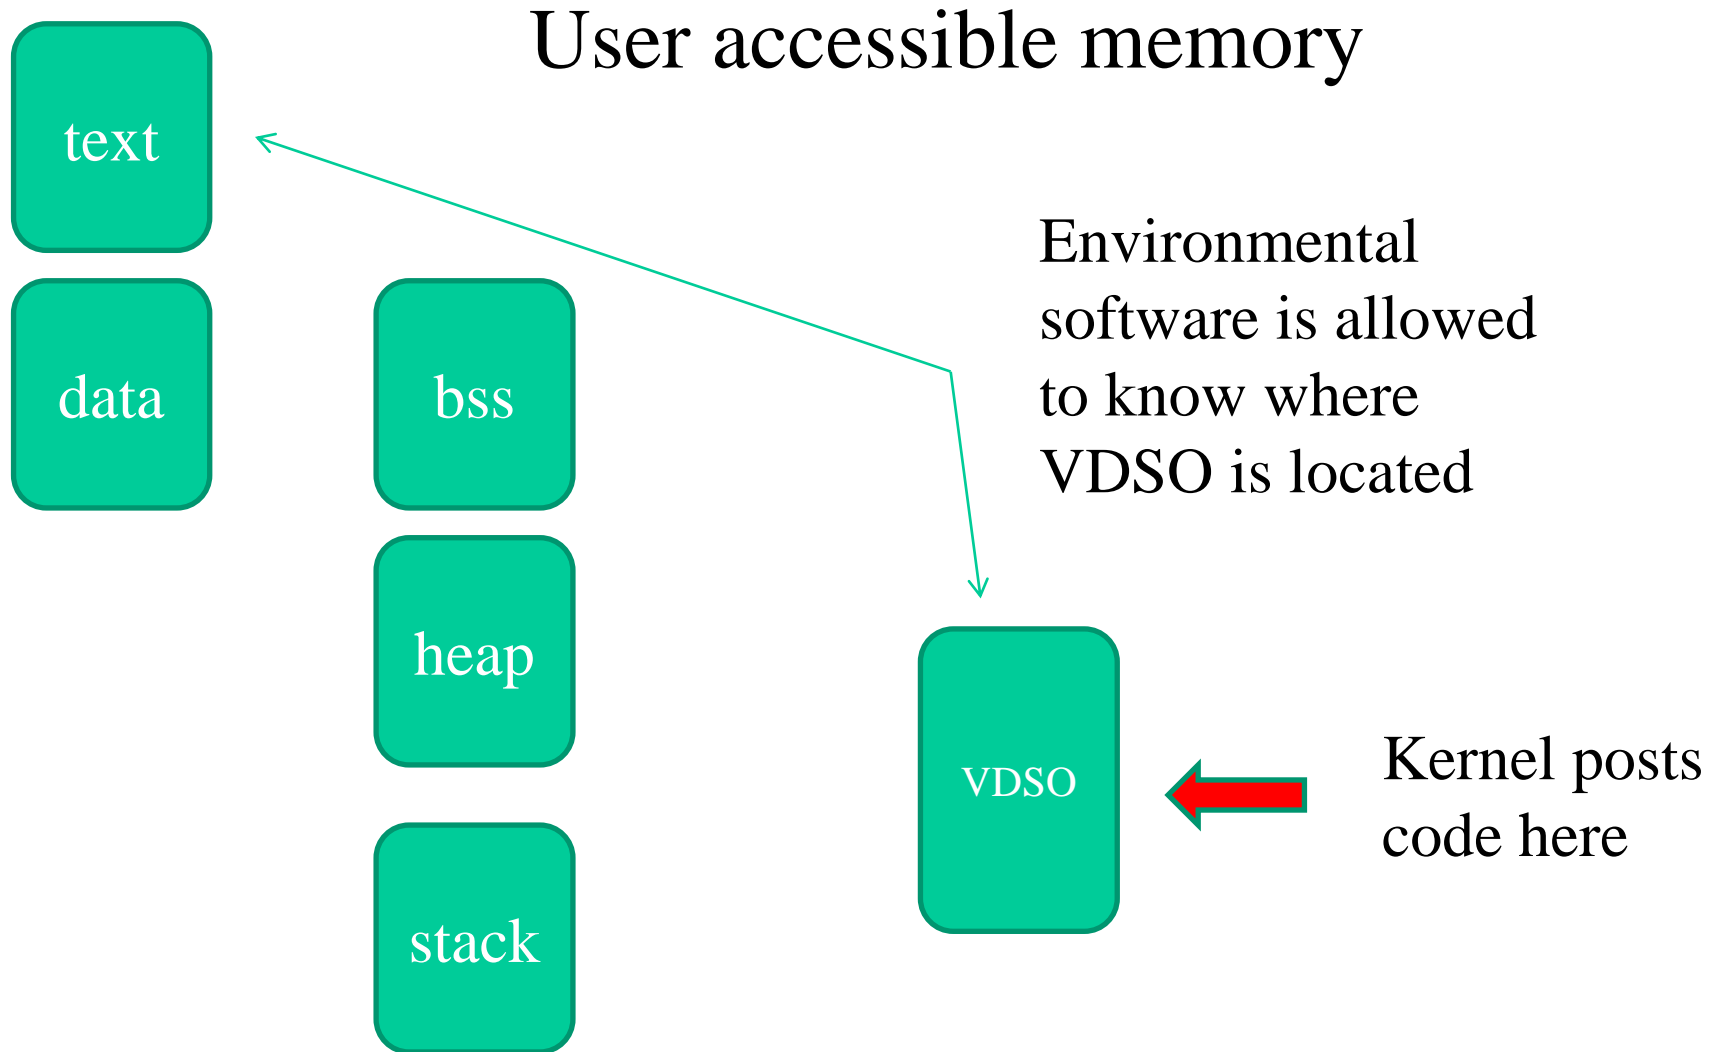 User accessible memory
text
Environmental
software is allowed
to know where
VDSO is located
data
bss
heap
VDSO
Kernel posts
code here
stack